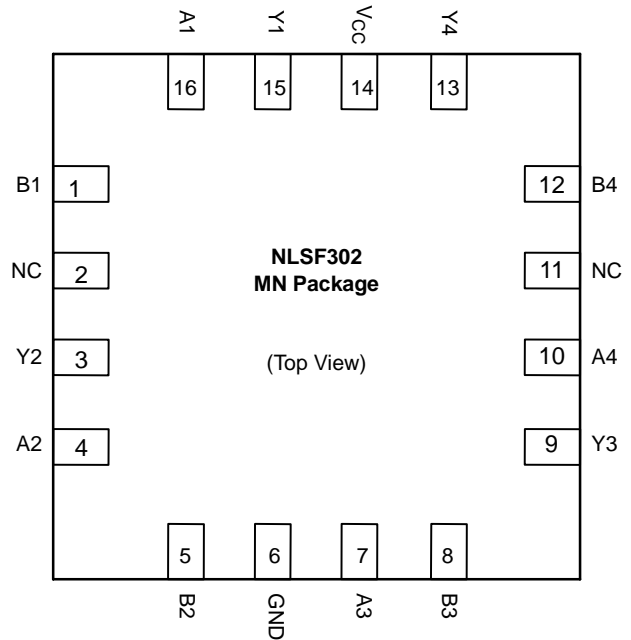 A1 Y1 VCC Y4
16 15 14 13
B1 1 12 B4
NLSF302
MN Package
NC 2 11 NC
Y2 3 10 A4
(Top View)
A2 4 9 Y3
5 6 7 8
B2 GND A3 B3